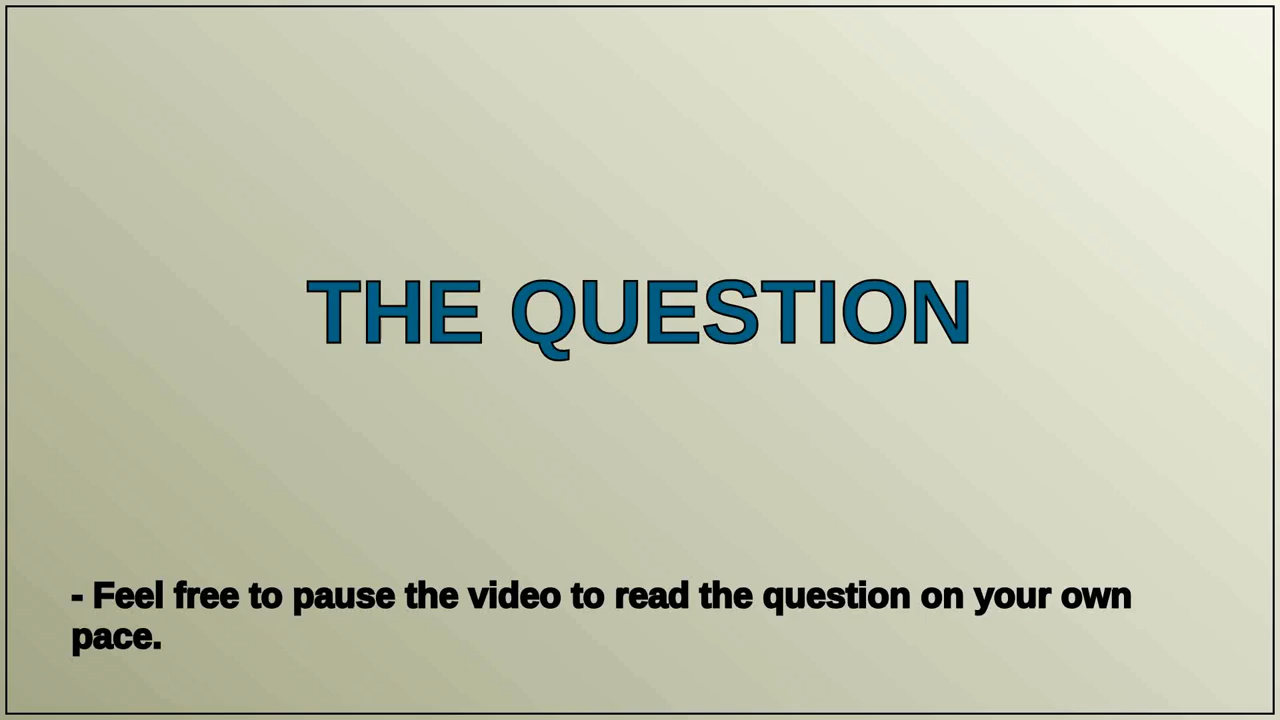 THE QUESTION
- Feel free to pause the video to read the question on your own
pace.